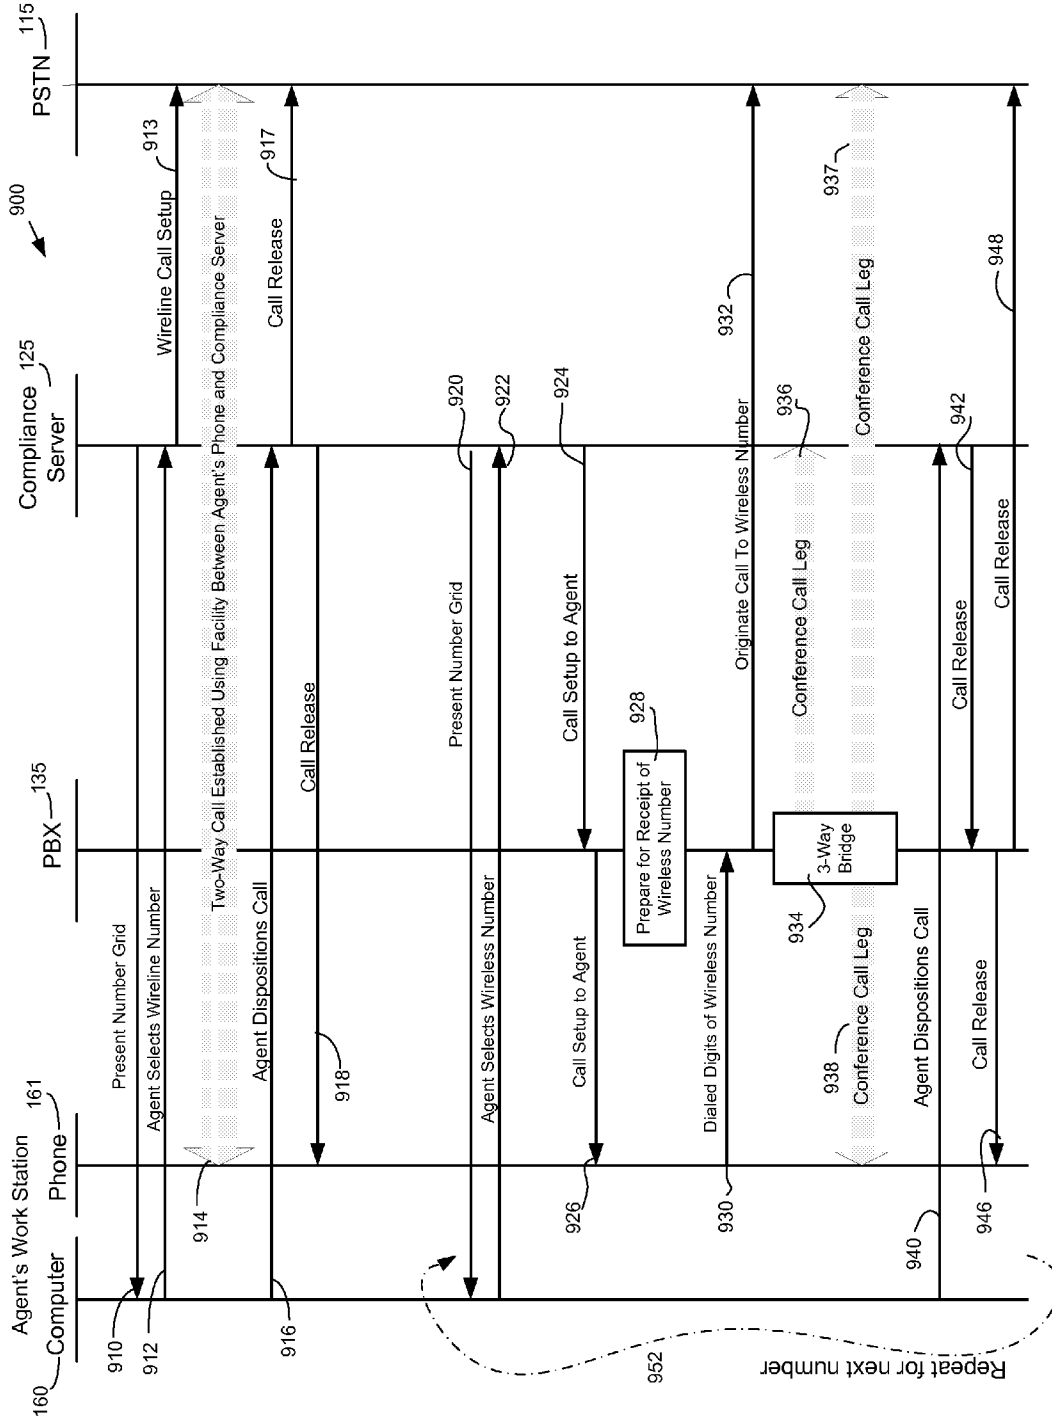 900
Agent's Work Station
160
Computer
Phone
161
PBX
135
Compliance
Server
125
PSTN
115
Present Number Grid
910
Agent Selects Wireline Number
912
Wireline Call Setup
913
Two-Way Call Established Using Facility Between Agent's Phone and Compliance Server
914
Agent Dispositions Call
916
Call Release
917
Call Release
918
Present Number Grid
920
Agent Selects Wireless Number
922
Call Setup to Agent
924
Call Setup to Agent
926
Prepare for Receipt of
Wireless Number
928
Dialed Digits of Wireless Number
930
Originate Call To Wireless Number
932
3-Way
Bridge
934
Conference Call Leg
936
Conference Call Leg
937
Conference Call Leg
938
Agent Dispositions Call
940
Call Release
942
Call Release
946
Call Release
948
Repeat for next number
952